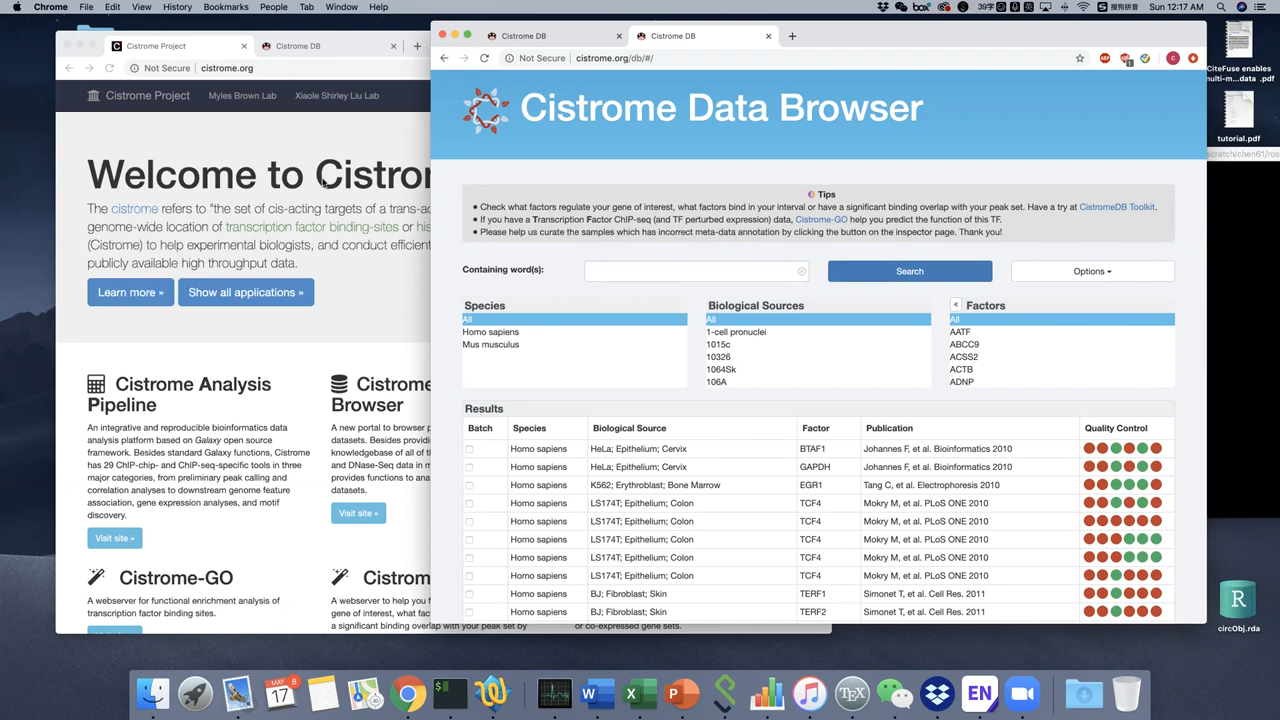 Chrome File Edit View History Bookmarks People Tab Window Help
39字 搜狗拼音 Sun 12:17 AM
Cistrome Project
Cistrome DB
Not Secure cistrome.org
Cistrome Project Myles Brown Lab Xiaole Shirley Liu Lab
Welcome to Cistro
The cistrome refers to "the set of cis-acting targets of a trans-a
genome-wide location of transcription factor binding-sites or his
(Cistrome) to help experimental biologists, and conduct efficien
publicly available high throughput data.
Learn more »
Show all applications »
Cistrome Analysis
Pipeline
An integrative and reproducible bioinformatics data
analysis platform based on Galaxy open source
framework. Besides standard Galaxy functions, Cistrome
has 29 ChIP-chip- and ChIP-seq-specific tools in three
major categories, from preliminary peak calling and
correlation analyses to downstream genome feature
association, gene expression analyses, and motif
discovery.
Visit site »
Cistrome
Browser
A new portal to browser p
datasets. Besides providi
knowledgebase of all of th
and DNase-Seq data in m
provides functions to ana
datasets.
Visit site »
Cistrome-GO
A webserver for functional enrichment analysis of
transcription factor binding sites.
Cistrom
A webserver to help you f
gene of interest, what fac
a significant binding overlap with your peak set by
or co-expressed gene sets.
Cistrome DB
Cistrome DB
Not Secure cistrome.org/db/#/
Cistrome Data Browser
Tips
• Check what factors regulate your gene of interest, what factors bind in your interval or have a significant binding overlap with your peak set. Have a try at CistromeDB Toolkit.
• If you have a Transcription Factor ChIP-seq (and TF perturbed expression) data, Cistrome-GO help you predict the function of this TF.
• Please help us curate the samples which has incorrect meta-data annotation by clicking the button on the inspector page. Thank you!
Containing word(s):
Search
Options
Species
All
Homo sapiens
Mus musculus
Biological Sources
All
1-cell pronuclei
1015c
10326
1064Sk
106A
« Factors
All
AATF
ABCC9
ACSS2
ACTB
ADNP
Results
Batch Species Biological Source Factor Publication Quality Control
Homo sapiens HeLa; Epithelium; Cervix BTAF1 Johannes F, et al. Bioinformatics 2010
Homo sapiens HeLa; Epithelium; Cervix GAPDH Johannes F, et al. Bioinformatics 2010
Homo sapiens K562; Erythroblast; Bone Marrow EGR1 Tang C, et al. Electrophoresis 2010
Homo sapiens LS174T; Epithelium; Colon TCF4 Mokry M, et al. PLoS ONE 2010
Homo sapiens LS174T; Epithelium; Colon TCF4 Mokry M, et al. PLoS ONE 2010
Homo sapiens LS174T; Epithelium; Colon TCF4 Mokry M, et al. PLoS ONE 2010
Homo sapiens LS174T; Epithelium; Colon TCF4 Mokry M, et al. PLoS ONE 2010
Homo sapiens LS174T; Epithelium; Colon TCF4 Mokry M, et al. PLoS ONE 2010
Homo sapiens BJ; Fibroblast; Skin TERF1 Simonet T, et al. Cell Res. 2011
Homo sapiens BJ; Fibroblast; Skin TERF2 Simonet T, et al. Cell Res. 2011
CiteFuse enables
multi-m...data .pdf
tutorial.pdf
scratch/chen61/ros
R
circObj.rda
MAY
17
8
TEX
EN